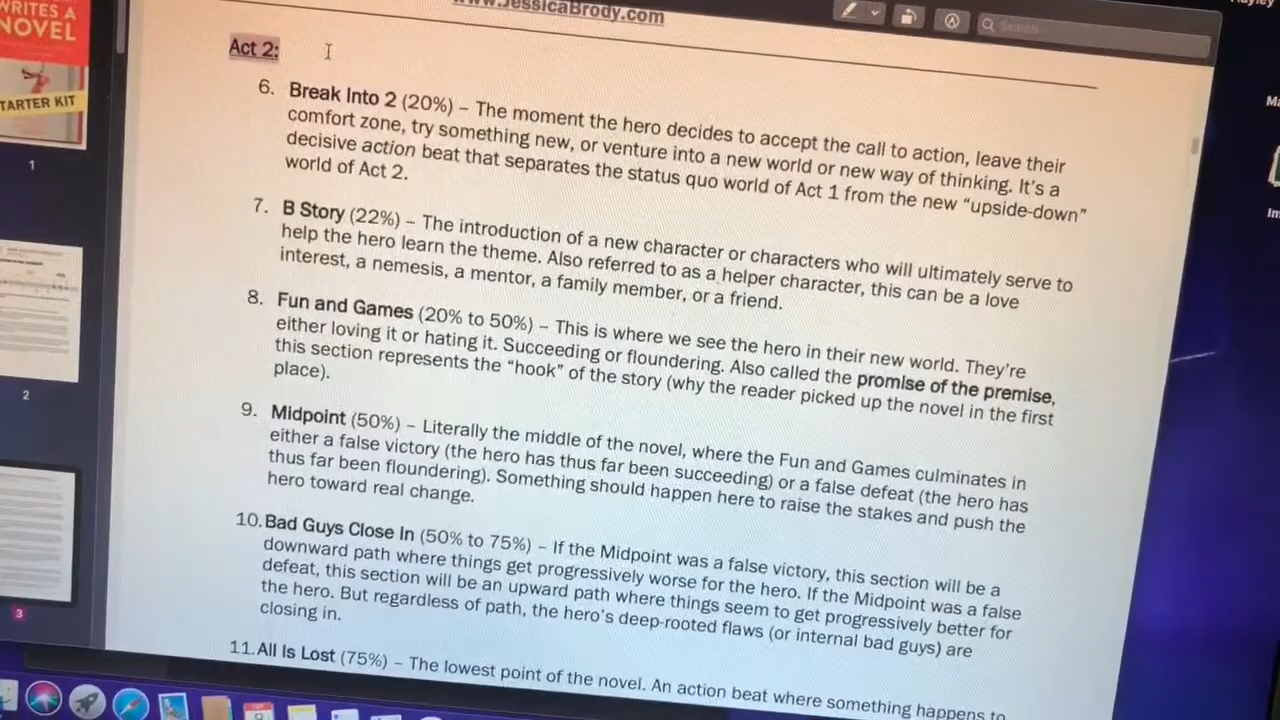 WRITES A
NOVEL
TARTER KIT
1
2
3
www.JessicaBrody.com
Search
Act 2:
6. Break Into 2 (20%) – The moment the hero decides to accept the call to action, leave their
comfort zone, try something new, or venture into a new world or new way of thinking. It's a
decisive action beat that separates the status quo world of Act 1 from the new “upside-down”
world of Act 2.
7. B Story (22%) – The introduction of a new character or characters who will ultimately serve to
help the hero learn the theme. Also referred to as a helper character, this can be a love
interest, a nemesis, a mentor, a family member, or a friend.
8. Fun and Games (20% to 50%) – This is where we see the hero in their new world. They're
either loving it or hating it. Succeeding or floundering. Also called the promise of the premise,
this section represents the “hook” of the story (why the reader picked up the novel in the first
place).
9. Midpoint (50%) – Literally the middle of the novel, where the Fun and Games culminates in
either a false victory (the hero has thus far been succeeding) or a false defeat (the hero has
thus far been floundering). Something should happen here to raise the stakes and push the
hero toward real change.
10. Bad Guys Close In (50% to 75%) – If the Midpoint was a false victory, this section will be a
downward path where things get progressively worse for the hero. If the Midpoint was a false
defeat, this section will be an upward path where things seem to get progressively better for
the hero. But regardless of path, the hero's deep-rooted flaws (or internal bad guys) are
closing in.
11. All Is Lost (75%) – The lowest point of the novel. An action beat where something happens to